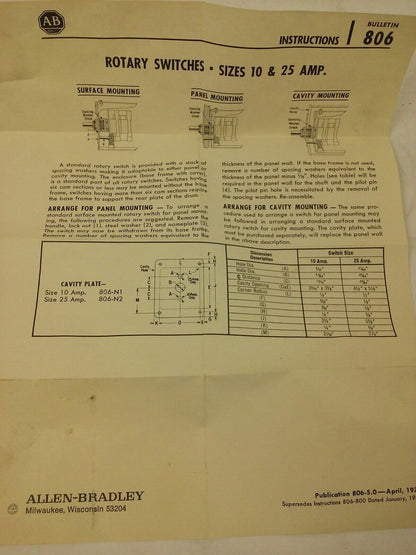 A-B
INSTRUCTIONS
BULLETIN
806
ROTARY SWITCHES • SIZES 10 & 25 AMP.
SURFACE MOUNTING
PANEL MOUNTING
CAVITY MOUNTING
A standard rotary switch is provided with a stack of
spacing washers making it adaptable to either panel or
cavity mounting. The enclosure (base frame with cover)
is a standard part of all rotary switches. Switches having
six cam sections or less may be mounted without the base
frame, switches having more than six cam sections require
the base frame to support the rear plate of the drum.
ARRANGE FOR PANEL MOUNTING — To arrange a
standard surface mounted rotary switch for panel mount-
ing, the following procedures are suggested. Remove the
handle, lock nut (1), steel washer (2), and nameplate (3).
The switch may now be withdrawn from its base frame.
Remove a number of spacing washers equivalent to the
thickness of the panel wall. If the base frame is not used,
remove a number of spacing washers equivalent to the
thickness of the panel minus ⅛". Holes (see table) will be
required in the panel wall for the shaft and the pilot pin
(4). The pilot pin hole is necessitated by the removal of
the spacing washers. Re-assemble.
ARRANGE FOR CAVITY MOUNTING — The same pro-
cedure used to arrange a switch for panel mounting may
be followed in arranging a standard surface mounted
rotary switch for cavity mounting. The cavity plate, which
must be purchased separately, will replace the panel wall
in the above description.
CAVITY PLATE—
Size 10 Amp. 806-N1
Size 25 Amp. 806-N2
Dimension
Description
Switch Size
10 Amp.
25 Amp.
Hole Dia.
Hole Dia.
Distance
Cavity Opening
Corner Radius
ALLEN-BRADLEY
Milwaukee, Wisconsin 53204
Publication 806-5.0—April,
Supersedes Instructions 806-800 Dated January,